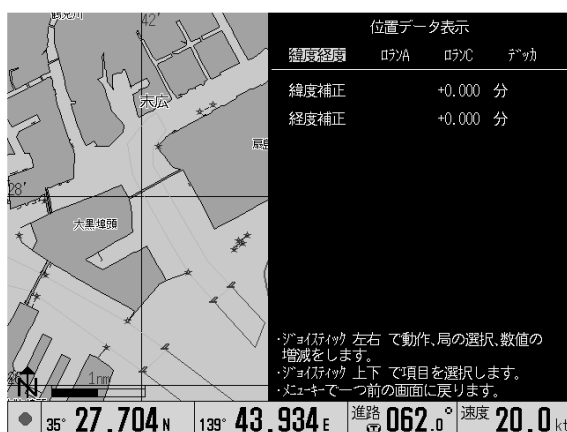 鶴見川
42'
末広
扇島
28'
大黒埠頭
26'
N
1nm
位置データ表示
緯度経度 ﾛﾗﾝA ﾛﾗﾝC ﾃﾞｯｶ
緯度補正 +0.000 分
経度補正 +0.000 分
･ｼﾞｮｲｽﾃｨｯｸ 左右 で動作､局の選択､数値の
増減をします｡
･ｼﾞｮｲｽﾃｨｯｸ 上下 で項目を選択します｡
･ﾒﾆｭｰｷｰで一つ前の画面に戻ります｡
35° 27.704 N 139° 43.934 E 進路 T 062.0° 速度 20.0 kt